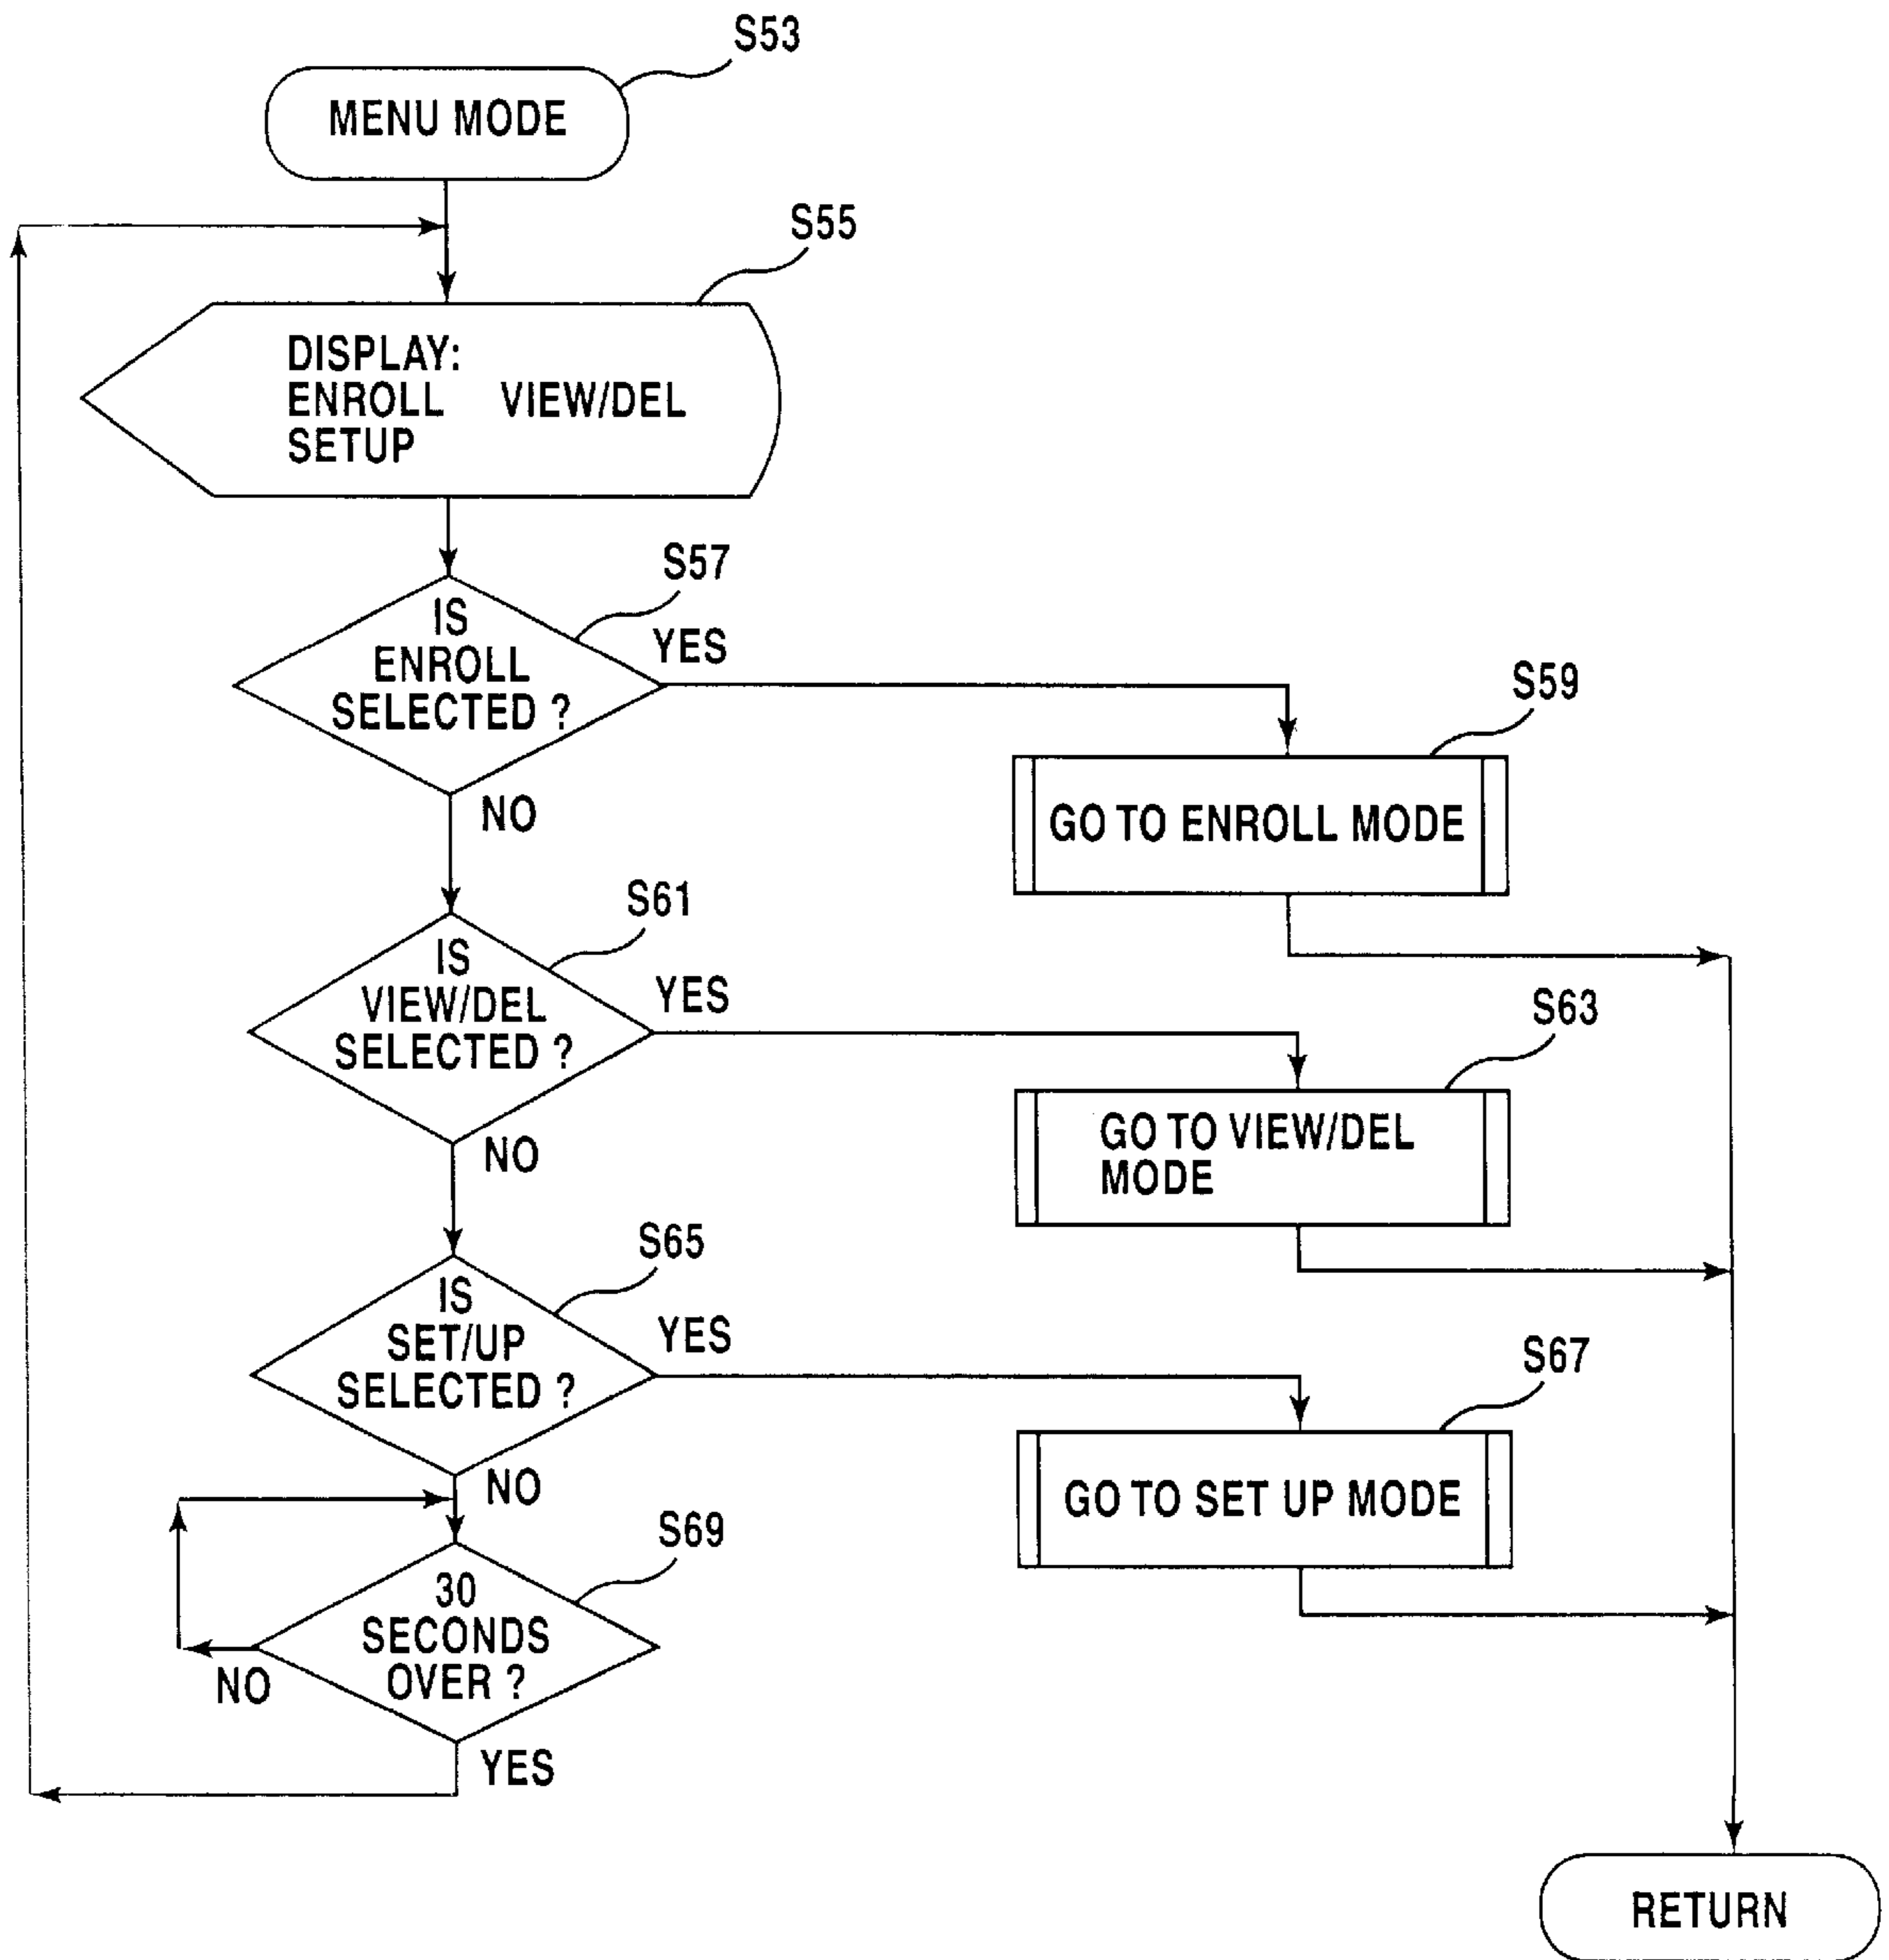 S53
MENU MODE
S55
DISPLAY:
ENROLL VIEW/DEL
SETUP
S57
IS
ENROLL
SELECTED ?
YES
NO
S59
GO TO ENROLL MODE
S61
IS
VIEW/DEL
SELECTED ?
YES
NO
S63
GO TO VIEW/DEL
MODE
S65
IS
SET/UP
SELECTED ?
YES
NO
S67
GO TO SET UP MODE
S69
30
SECONDS
OVER ?
NO
YES
RETURN